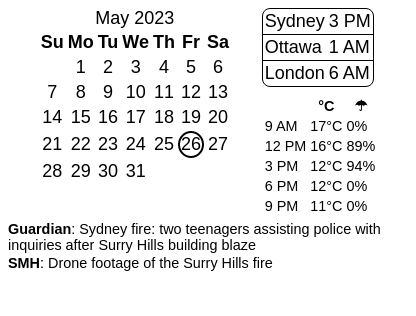 May 2023
Su Mo Tu We Th Fr Sa
1 2 3 4 5 6
7 8 9 10 11 12 13
14 15 16 17 18 19 20
21 22 23 24 25 26 27
28 29 30 31
Sydney 3 PM
Ottawa 1 AM
London 6 AM
°C ☂
9 AM 17°C 0%
12 PM 16°C 89%
3 PM 12°C 94%
6 PM 12°C 0%
9 PM 11°C 0%
Guardian: Sydney fire: two teenagers assisting police with
inquiries after Surry Hills building blaze
SMH: Drone footage of the Surry Hills fire